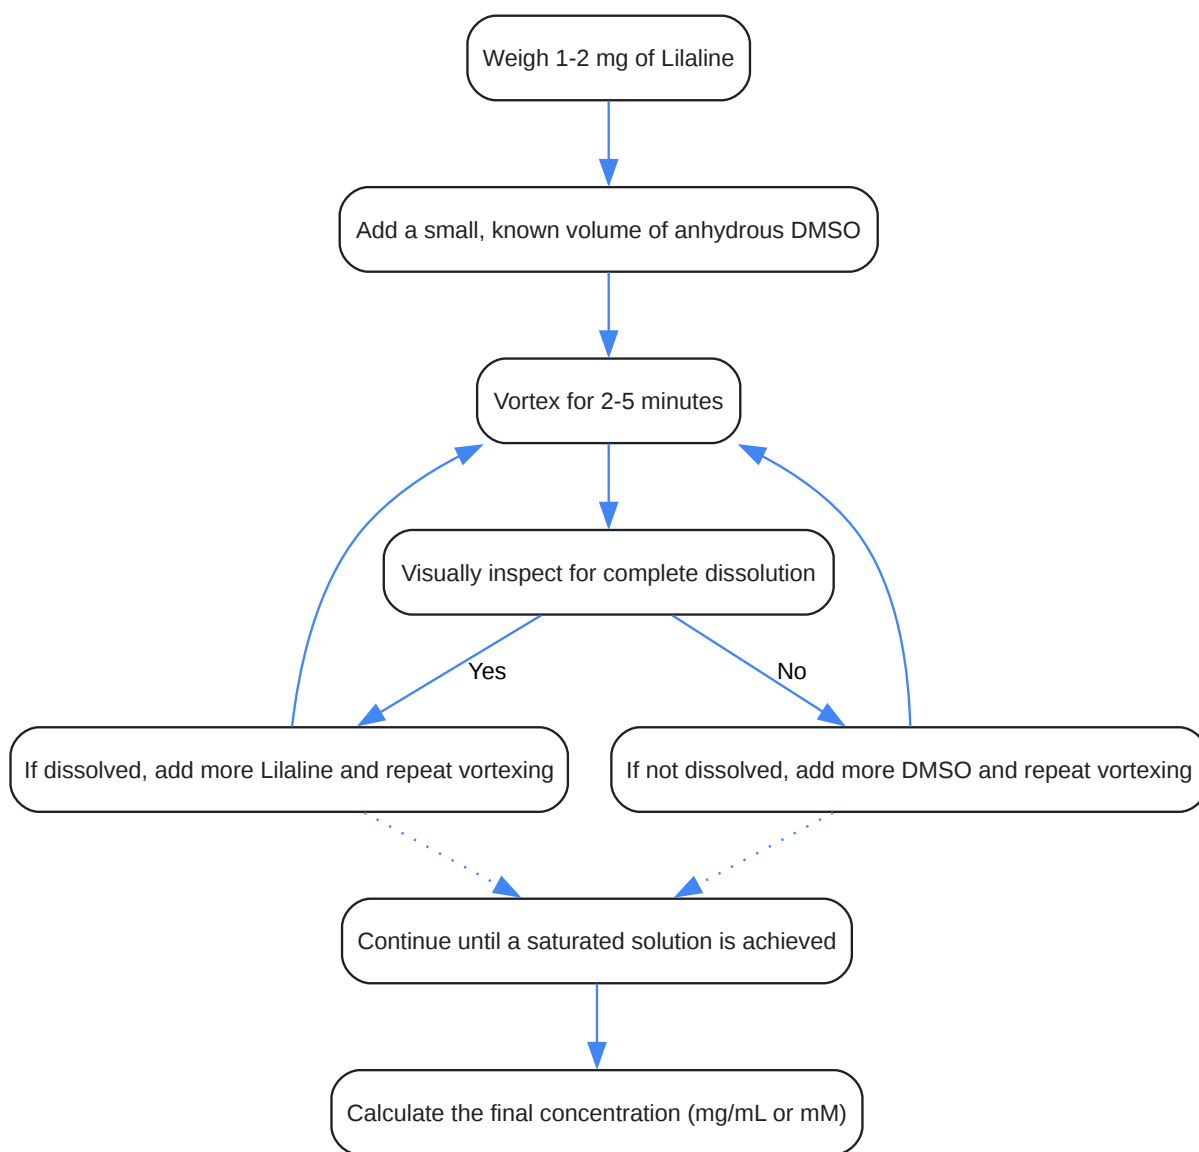 Weigh 1-2 mg of Lilaline
Add a small, known volume of anhydrous DMSO
Vortex for 2-5 minutes
Visually inspect for complete dissolution
Yes
No
If dissolved, add more Lilaline and repeat vortexing
If not dissolved, add more DMSO and repeat vortexing
Continue until a saturated solution is achieved
Calculate the final concentration (mg/mL or mM)